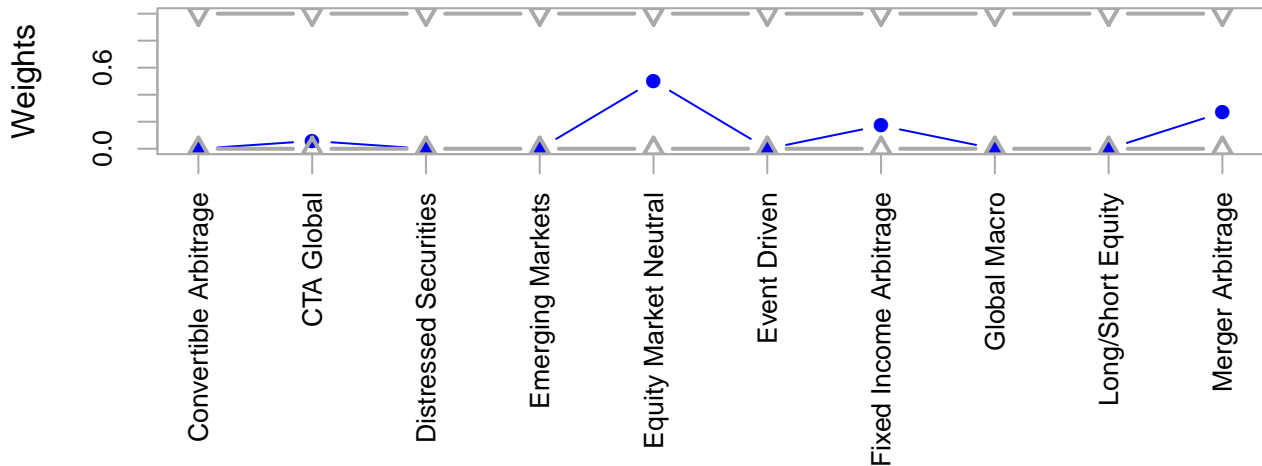 Weights
0.6
0.0
Convertible Arbitrage
CTA Global
Distressed Securities
Emerging Markets
Equity Market Neutral
Event Driven
Fixed Income Arbitrage
Global Macro
Long/Short Equity
Merger Arbitrage